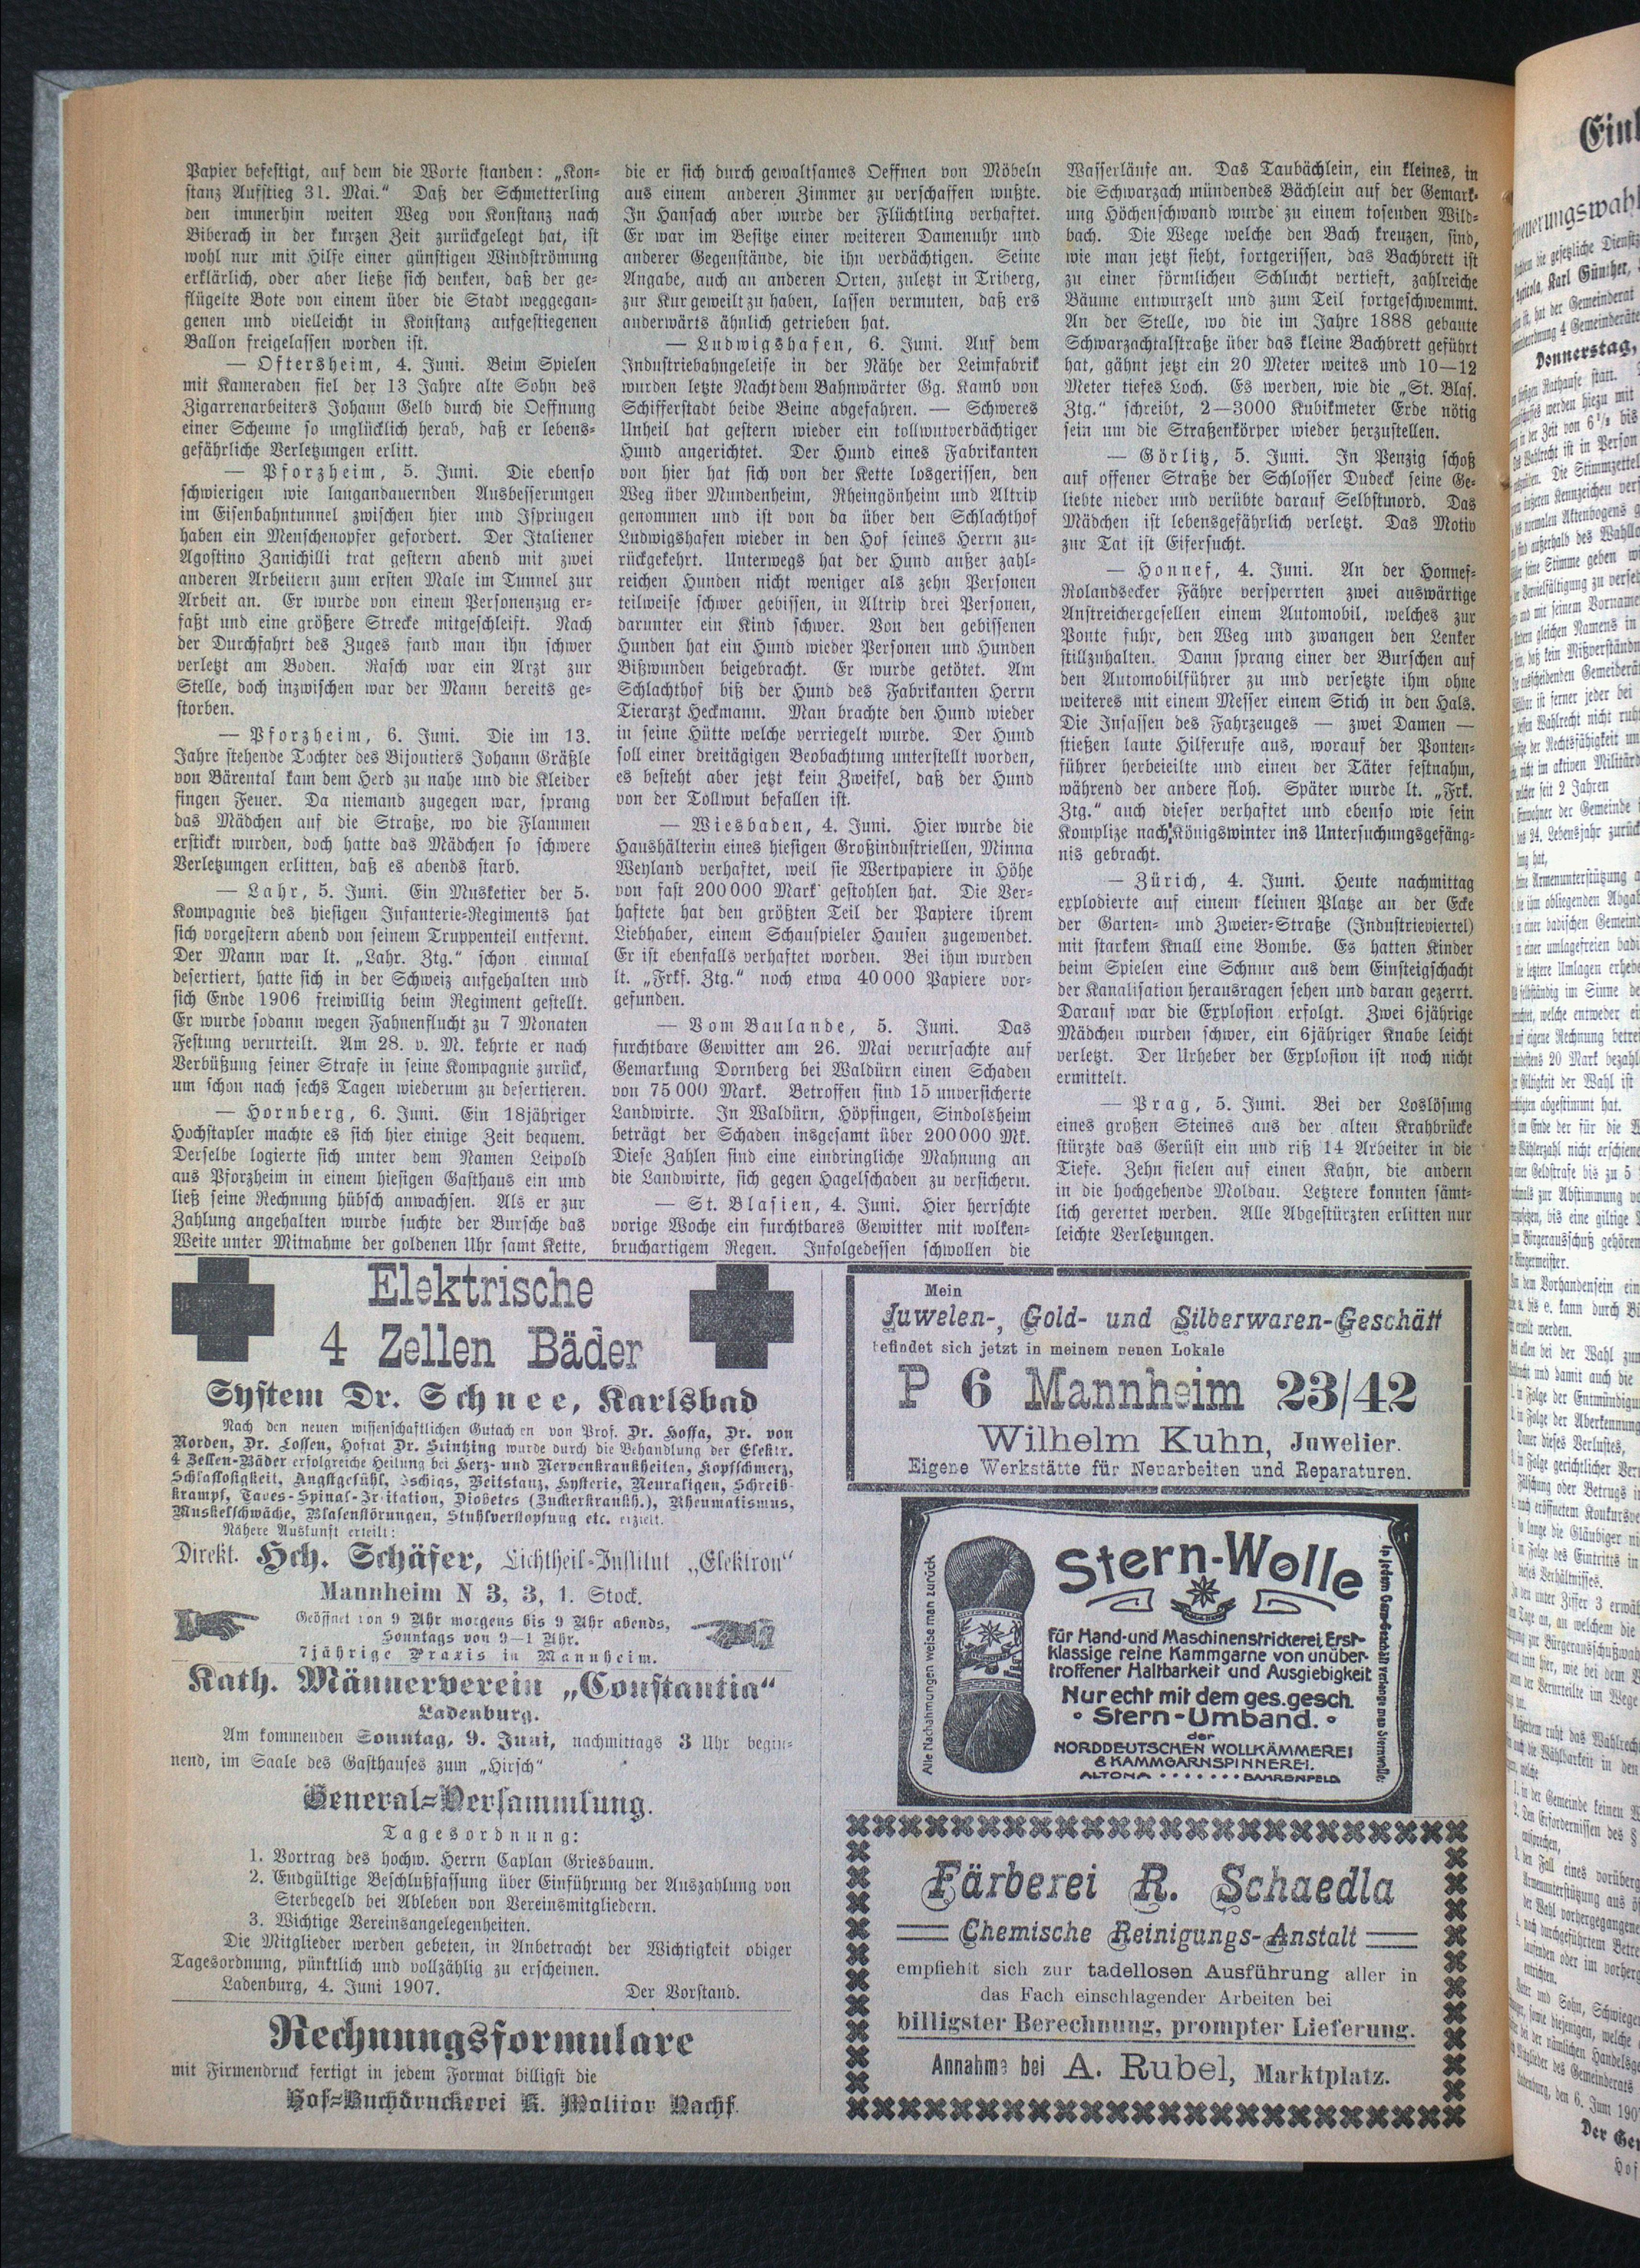 Papier befestigt, auf dem die Worte standen: „Kon-
stanz Aufstieg 31. Mai.“ Daß der Schmetterling
den immerhin weiten Weg von Konstanz nach
Biberach in der kurzen Zeit zurückgelegt hat, ist
wohl nur mit Hilfe einer günstigen Windströmung
erklärlich, oder aber ließe sich denken, daß der ge-
flügelte Bote von einem über die Stadt weggegan-
genen und vielleicht in Konstanz aufgestiegenen
Ballon freigelassen worden ist.
— Oftersheim, 4. Juni. Beim Spielen
mit Kameraden fiel der 13 Jahre alte Sohn des
Zigarrenarbeiters Johann Gelb durch die Oeffnung
einer Scheune so unglücklich herab, daß er lebens-
gefährliche Verletzungen erlitt.
— Pforzheim, 5. Juni. Die ebenso
schwierigen wie langandauernden Ausbesserungen
im Eisenbahntunnel zwischen hier und Ispringen
haben ein Menschenopfer gefordert. Der Italiener
Agostino Zanichilli trat gestern abend mit zwei
anderen Arbeitern zum ersten Male im Tunnel zur
Arbeit an. Er wurde von einem Personenzug er-
faßt und eine größere Strecke mitgeschleift. Nach
der Durchfahrt des Zuges fand man ihn schwer
verletzt am Boden. Rasch war ein Arzt zur
Stelle, doch inzwischen war der Mann bereits ge-
storben.
— Pforzheim, 6. Juni. Die im 13.
Jahre stehende Tochter des Bijoutiers Johann Gräßle
von Bärental kam dem Herd zu nahe und die Kleider
fingen Feuer. Da niemand zugegen war, sprang
das Mädchen auf die Straße, wo die Flammen
erstickt wurden, doch hatte das Mädchen so schwere
Verletzungen erlitten, daß es abends starb.
— Lahr, 5. Juni. Ein Musketier der 5.
Kompagnie des hiesigen Infanterie-Regiments hat
sich vorgestern abend von seinem Truppenteil entfernt.
Der Mann war lt. „Lahr. Ztg.“ schon einmal
desertiert, hatte sich in der Schweiz aufgehalten und
sich Ende 1906 freiwillig beim Regiment gestellt.
Er wurde sodann wegen Fahnenflucht zu 7 Monaten
Festung verurteilt. Am 28. v. M. kehrte er nach
Verbüßung seiner Strafe in seine Kompagnie zurück,
um schon nach sechs Tagen wiederum zu desertieren.
— Hornberg, 6. Juni. Ein 18jähriger
Hochstapler machte es sich hier einige Zeit bequem.
Derselbe logierte sich unter dem Namen Leipold
aus Pforzheim in einem hiesigen Gasthaus ein und
ließ seine Rechnung hübsch anwachsen. Als er zur
Zahlung angehalten wurde suchte der Bursche das
Weite unter Mitnahme der goldenen Uhr samt Kette,
die er sich durch gewaltsames Oeffnen von Möbeln
aus einem anderen Zimmer zu verschaffen wußte.
In Hausach aber wurde der Flüchtling verhaftet.
Er war im Besitze einer weiteren Damenuhr und
anderer Gegenstände, die ihn verdächtigen. Seine
Angabe, auch an anderen Orten, zuletzt in Triberg,
zur Kur geweilt zu haben, lassen vermuten, daß ers
anderwärts ähnlich getrieben hat.
— Ludwigshafen, 6. Juni. Auf dem
Industriebahngeleise in der Nähe der Leimfabrik
wurden letzte Nacht dem Bahnwärter Gg. Kamb von
Schifferstadt beide Beine abgefahren. — Schweres
Unheil hat gestern wieder ein tollwutverdächtiger
Hund angerichtet. Der Hund eines Fabrikanten
von hier hat sich von der Kette losgerissen, den
Weg über Mundenheim, Rheingönheim und Altrip
genommen und ist von da über den Schlachthof
Ludwigshafen wieder in den Hof seines Herrn zu-
rückgekehrt. Unterwegs hat der Hund außer zahl-
reichen Hunden nicht weniger als zehn Personen
teilweise schwer gebissen, in Altrip drei Personen,
darunter ein Kind schwer. Von den gebissenen
Hunden hat ein Hund wieder Personen und Hunden
Bißwunden beigebracht. Er wurde getötet. Am
Schlachthof biß der Hund des Fabrikanten Herrn
Tierarzt Heckmann. Man brachte den Hund wieder
in seine Hütte welche verriegelt wurde. Der Hund
soll einer dreitägigen Beobachtung unterstellt worden,
es besteht aber jetzt kein Zweifel, daß der Hund
von der Tollwut befallen ist.
— Wiesbaden, 4. Juni. Hier wurde die
Haushälterin eines hiesigen Großindustriellen, Minna
Weyland verhaftet, weil sie Wertpapiere in Höhe
von fast 200 000 Mark gestohlen hat. Die Ver-
haftete hat den größten Teil der Papiere ihrem
Liebhaber, einem Schauspieler Hansen zugewendet.
Er ist ebenfalls verhaftet worden. Bei ihm wurden
lt. „Frkf. Ztg.“ noch etwa 40 000 Papiere vor-
gefunden.
— Vom Baulande, 5. Juni. Das
furchtbare Gewitter am 26. Mai verursachte auf
Gemarkung Dornberg bei Waldürn einen Schaden
von 75 000 Mark. Betroffen sind 15 unversicherte
Landwirte. In Waldürn, Höpfingen, Sindolsheim
beträgt der Schaden insgesamt über 200 000 Mk.
Diese Zahlen sind eine eindringliche Mahnung an
die Landwirte, sich gegen Hagelschaden zu versichern.
— St. Blasien, 4. Juni. Hier herrschte
vorige Woche ein furchtbares Gewitter mit wolken-
bruchartigem Regen. Infolgedessen schwollen die
Wasserläufe an. Das Taubächlein, ein kleines, in
die Schwarzach mündendes Bächlein auf der Gemark-
ung Höchenschwand wurde zu einem tosenden Wild-
bach. Die Wege welche den Bach kreuzen, sind,
wie man jetzt sieht, fortgerissen, das Bachbrett ist
zu einer förmlichen Schlucht vertieft, zahlreiche
Bäume entwurzelt und zum Teil fortgeschwemmt.
An der Stelle, wo die im Jahre 1888 gebaute
Schwarzachtalstraße über das kleine Bachbrett geführt
hat, gähnt jetzt ein 20 Meter weites und 10—12
Meter tiefes Loch. Es werden, wie die „St. Blas.
Ztg.“ schreibt, 2—3000 Kubikmeter Erde nötig
sein um die Straßenkörper wieder herzustellen.
— Görlitz, 5. Juni. In Penzig schoß
auf offener Straße der Schlosser Dudeck seine Ge-
liebte nieder und verübte darauf Selbstmord. Das
Mädchen ist lebensgefährlich verletzt. Das Motiv
zur Tat ist Eifersucht.
— Honnef, 4. Juni. An der Honnef-
Rolandsecker Fähre versperrten zwei auswärtige
Anstreichergesellen einem Automobil, welches zur
Ponte fuhr, den Weg und zwangen den Lenker
stillzuhalten. Dann sprang einer der Burschen auf
den Automobilführer zu und versetzte ihm ohne
weiteres mit einem Messer einem Stich in den Hals.
Die Insassen des Fahrzeuges — zwei Damen —
stießen laute Hilferufe aus, worauf der Ponten-
führer herbeieilte und einen der Täter festnahm,
während der andere floh. Später wurde lt. „Frk.
Ztg.“ auch dieser verhaftet und ebenso wie sein
Komplize nach Königswinter ins Untersuchungsgefäng-
nis gebracht.
— Zürich, 4. Juni. Heute nachmittag
explodierte auf einem kleinen Platze an der Ecke
der Garten- und Zweier-Straße (Industrieviertel)
mit starkem Knall eine Bombe. Es hatten Kinder
beim Spielen eine Schnur aus dem Einsteigschacht
der Kanalisation herausragen sehen und daran gezerrt.
Darauf war die Explosion erfolgt. Zwei 6jährige
Mädchen wurden schwer, ein 6jähriger Knabe leicht
verletzt. Der Urheber der Explosion ist noch nicht
ermittelt.
— Prag, 5. Juni. Bei der Loslösung
eines großen Steines aus der alten Krahbrücke
stürzte das Gerüst ein und riß 14 Arbeiter in die
Tiefe. Zehn fielen auf einen Kahn, die andern
in die hochgehende Moldau. Letztere konnten sämt-
lich gerettet werden. Alle Abgestürzten erlitten nur
leichte Verletzungen.
Elektrische
4 Zellen Bäder
System Dr. Schnee, Karlsbad
Nach den neuen wissenschaftlichen Gutachten von Prof. Dr. Hoffa, Dr. von
Norden, Dr. Lossen, Hofrat Dr. Stintzing wurde durch die Behandlung der Elektr.
4 Zellen-Bäder erfolgreiche Heilung bei Herz- und Nervenkrankheiten, Kopfschmerz,
Schlaflosigkeit, Angstgefühl, Ischias, Veitstanz, Hysterie, Neuralgien, Schreib-
krampf, Tabes-Spinal-Irritation, Diabetes (Zuckerkrankh.), Rheumatismus,
Muskelschwäche, Blasenstörungen, Stuhlverstopfung etc. erzielt.
Nähere Auskunft erteilt:
Direkt. Hch. Schäfer, Lichtheil-Institut „Elektron“
Mannheim N 3, 3, 1. Stock.
Geöffnet von 9 Uhr morgens bis 9 Uhr abends,
Sonntags von 9—1 Uhr.
7jährige Praxis in Mannheim.
Kath. Männerverein „Constantia“
Ladenburg.
Am kommenden Sonntag, 9. Juni, nachmittags 3 Uhr begin-
nend, im Saale des Gasthauses zum „Hirsch“
General-Versammlung.
Tagesordnung:
1. Vortrag des hochw. Herrn Caplan Griesbaum.
2. Endgültige Beschlußfassung über Einführung der Auszahlung von
Sterbegeld bei Ableben von Vereinsmitgliedern.
3. Wichtige Vereinsangelegenheiten.
Die Mitglieder werden gebeten, in Anbetracht der Wichtigkeit obiger
Tagesordnung, pünktlich und vollzählig zu erscheinen.
Ladenburg, 4. Juni 1907. Der Vorstand.
Rechnungsformulare
mit Firmendruck fertigt in jedem Format billigst die
Hof-Buchdruckerei K. Molitor Nachf.
Mein
Juwelen-, Gold- und Silberwaren-Geschäft
befindet sich jetzt in meinem neuen Lokale
P 6 Mannheim 23/42
Wilhelm Kuhn, Juwelier.
Eigene Werkstätte für Neuarbeiten und Reparaturen.
Alle Nachahmungen weise man zurück
Stern-Wolle
für Hand-und Maschinenstrickerei, Erst-
klassige reine Kammgarne von unüber-
troffener Haltbarkeit und Ausgiebigkeit
Nur echt mit dem ges. gesch.
Stern-Umband.
der
NORDDEUTSCHEN WOLLKÄMMEREI
& KAMMGARNSPINNEREI.
ALTONA BAHRENFELD
In jedem Garn-Geschäft verlange man Sternwolle
Färberei R. Schaedla
Chemische Reinigungs-Anstalt
empfiehlt sich zur tadellosen Ausführung aller in
das Fach einschlagender Arbeiten bei
billigster Berechnung, prompter Lieferung.
Annahme bei A. Rubel, Marktplatz.